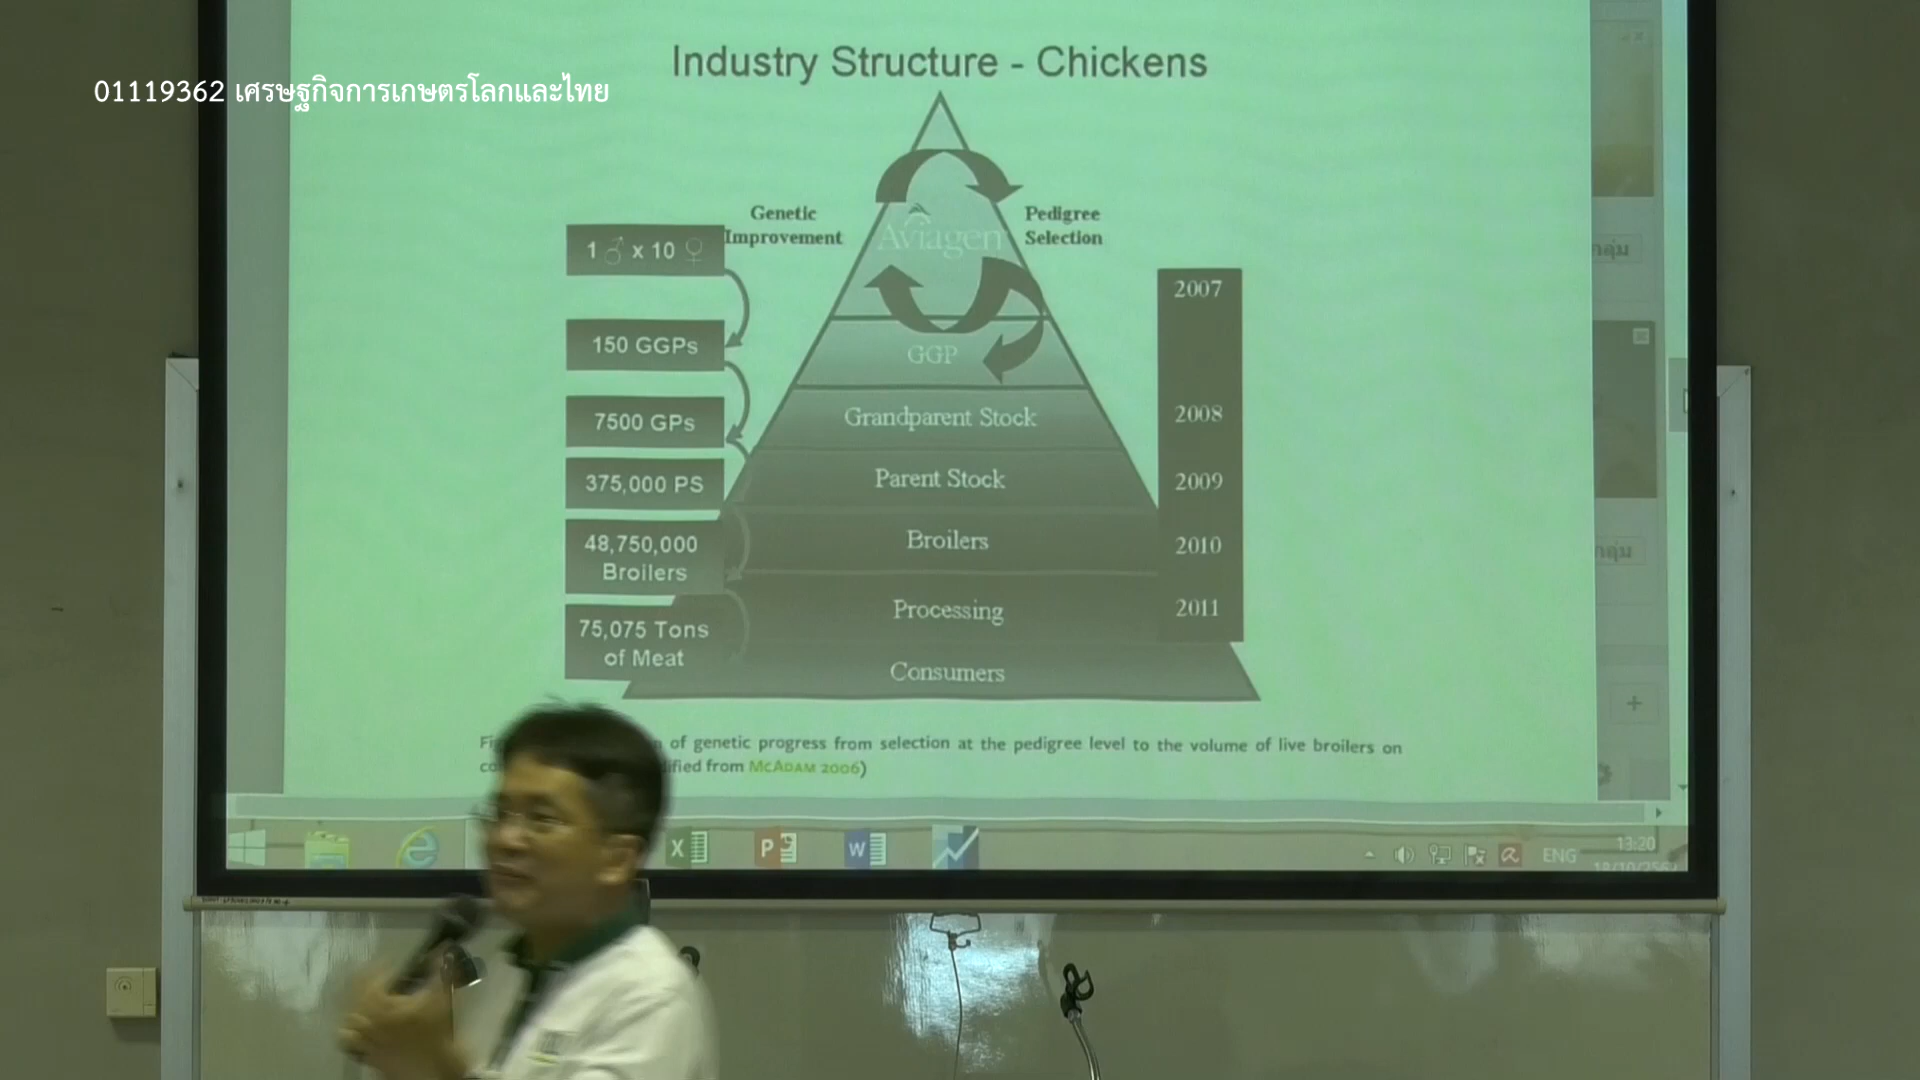 Industry Structure - Chickens
01119362 เศรษฐกิจการเกษตรโลกและไทย
Genetic
Improvement
Aviagen
Pedigree
Selection
1 ♂ x 10 ♀
150 GGPs
7500 GPs
375,000 PS
48,750,000
Broilers
75,075 Tons
of Meat
GGP
Grandparent Stock
Parent Stock
Broilers
Processing
Consumers
2007
2008
2009
2010
2011
of genetic progress from selection at the pedigree level to the volume of live broilers on
ified from McAdam 2006)
X
P
W
ENG
13:20